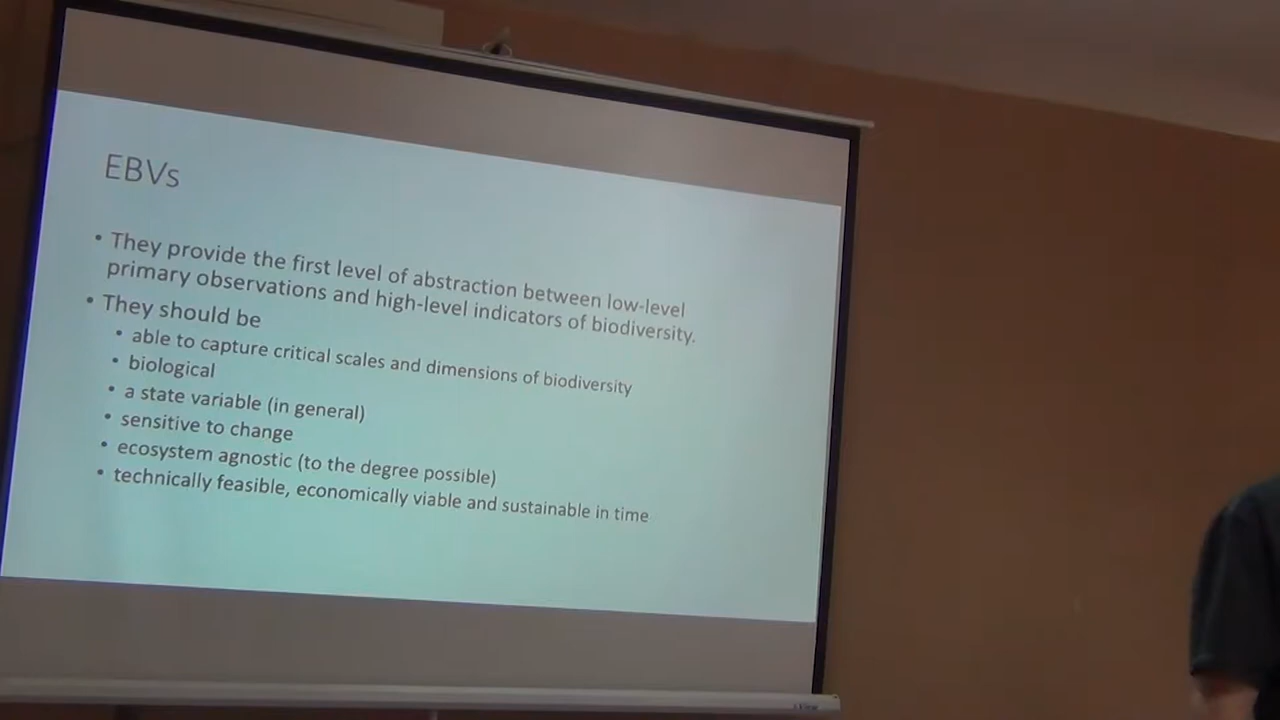 EBVs
• They provide the first level of abstraction between low-level
primary observations and high-level indicators of biodiversity.
• They should be
• able to capture critical scales and dimensions of biodiversity
• biological
• a state variable (in general)
• sensitive to change
• ecosystem agnostic (to the degree possible)
• technically feasible, economically viable and sustainable in time